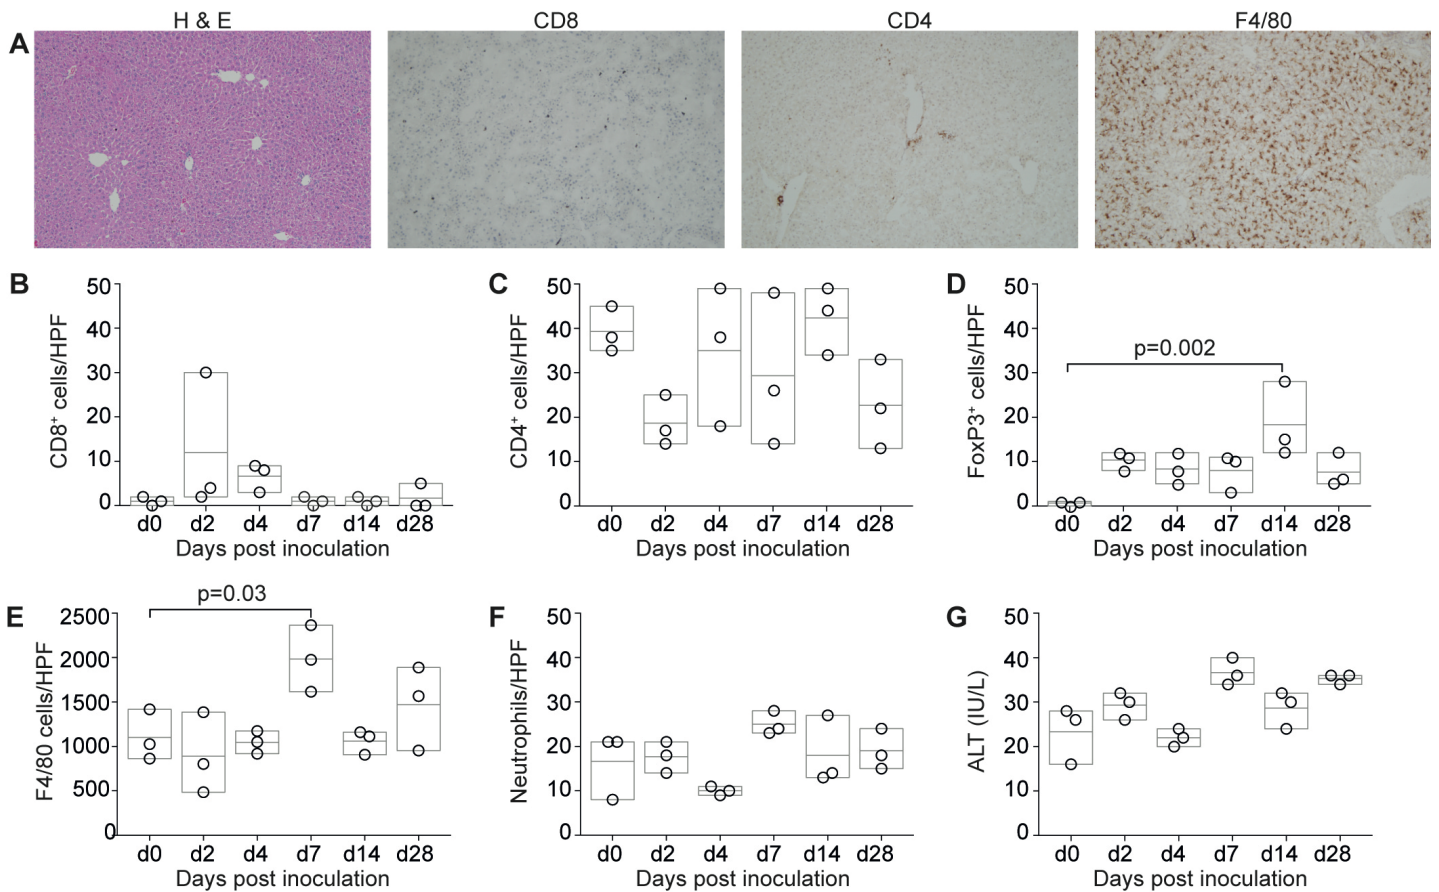 H & E
CD8
CD4
F4/80
A
B
CD8⁺ cells/HPF
50
40
30
20
10
0
d0 d2 d4 d7 d14 d28
Days post inoculation
C
CD4⁺ cells/HPF
50
40
30
20
10
0
d0 d2 d4 d7 d14 d28
Days post inoculation
D
FoxP3⁺ cells/HPF
50
40
30
20
10
0
p=0.002
d0 d2 d4 d7 d14 d28
Days post inoculation
E
F4/80 cells/HPF
2500
2000
1500
1000
500
0
p=0.03
d0 d2 d4 d7 d14 d28
Days post inoculation
F
Neutrophils/HPF
50
40
30
20
10
0
d0 d2 d4 d7 d14 d28
Days post inoculation
G
ALT (IU/L)
50
40
30
20
10
0
d0 d2 d4 d7 d14 d28
Days post inoculation